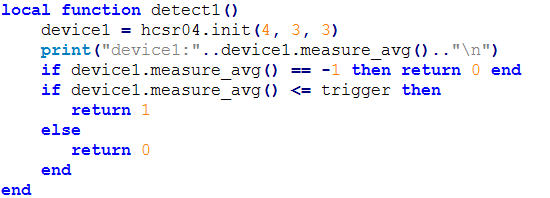 local function detect1()
    device1 = hcsr04.init(4, 3, 3)
    print("device1:"..device1.measure_avg().."\n")
    if device1.measure_avg() == -1 then return 0 end
    if device1.measure_avg() <= trigger then
       return 1
    else
       return 0
    end
end